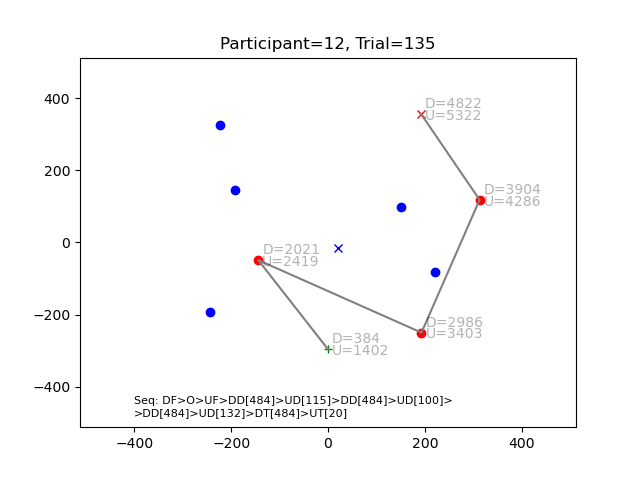 Participant=12, Trial=135
400
200
0
−200
−400
−400
−200
0
200
400
D=4822
U=5322
D=3904
U=4286
D=2021
U=2419
D=2986
U=3403
D=384
U=1402
Seq: DF>O>UF>DD[484]>UD[115]>DD[484]>UD[100]>
>DD[484]>UD[132]>DT[484]>UT[20]